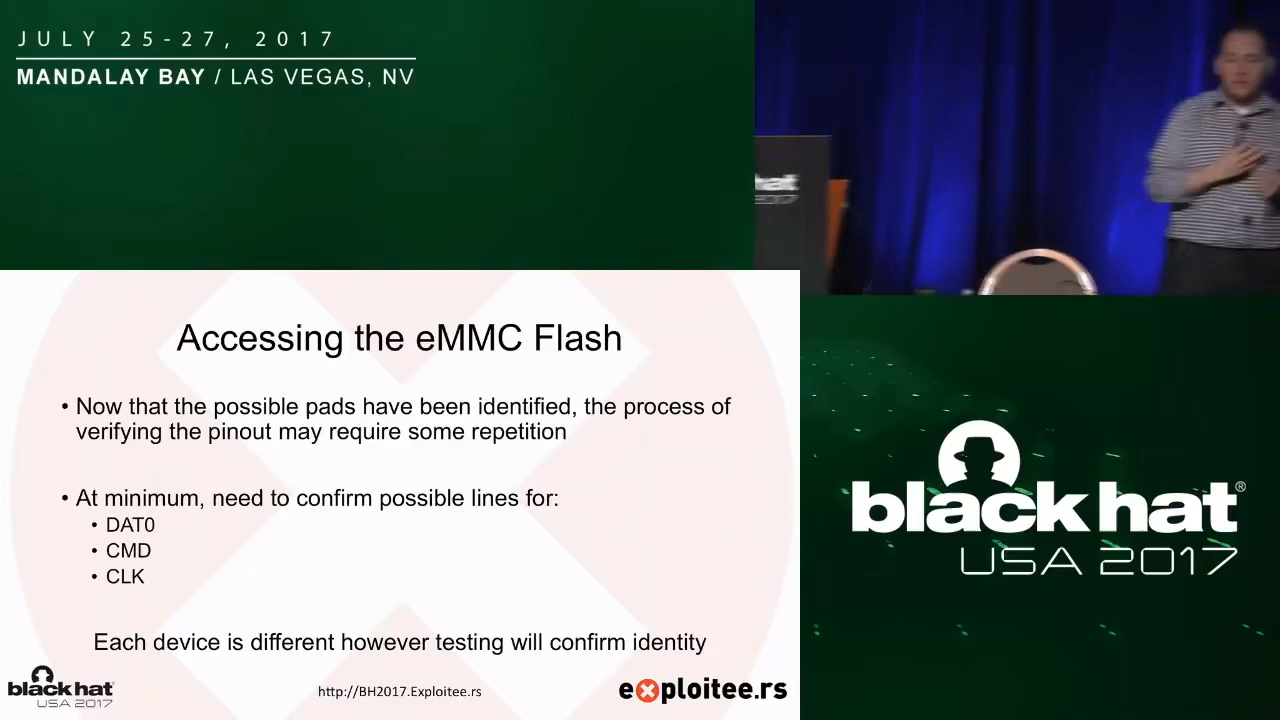 JULY 25-27, 2017
MANDALAY BAY / LAS VEGAS, NV
hat
2017
Accessing the eMMC Flash
• Now that the possible pads have been identified, the process of
verifying the pinout may require some repetition
• At minimum, need to confirm possible lines for:
• DAT0
• CMD
• CLK
Each device is different however testing will confirm identity
black hat
USA 2017
http://BH2017.Exploitee.rs
exploitee.rs
black hat®
USA 2017